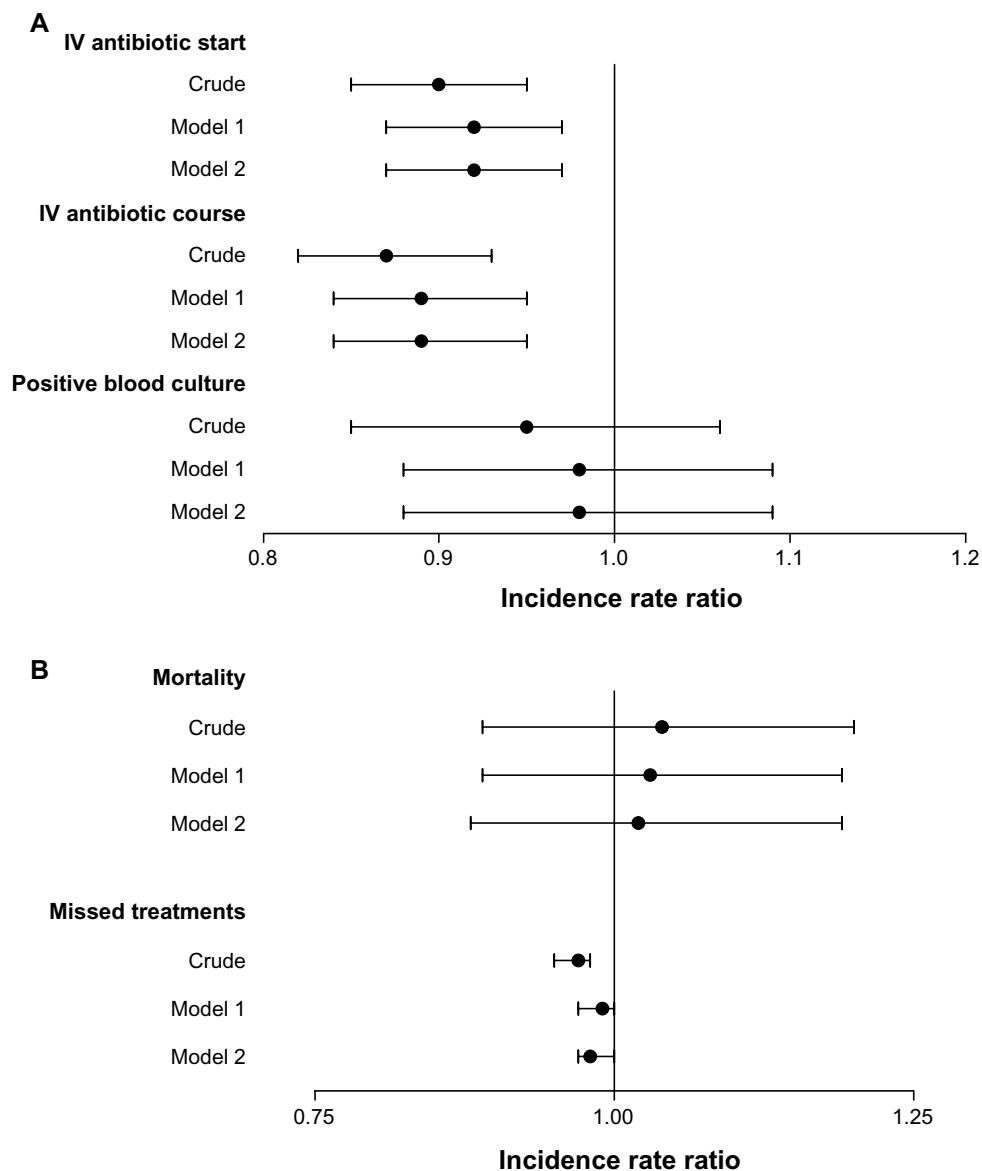 A
IV antibiotic start
Crude
Model 1
Model 2
IV antibiotic course
Crude
Model 1
Model 2
Positive blood culture
Crude
Model 1
Model 2
0.8 0.9 1.0 1.1 1.2
Incidence rate ratio
B
Mortality
Crude
Model 1
Model 2
Missed treatments
Crude
Model 1
Model 2
0.75 1.00 1.25
Incidence rate ratio